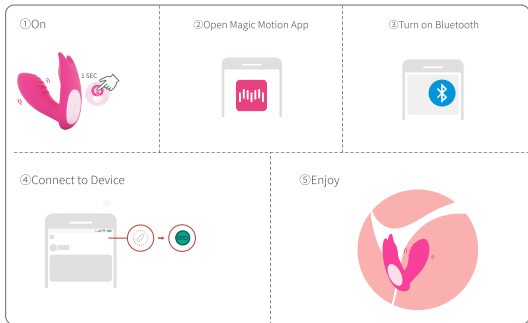 ①On
1 SEC
②Open Magic Motion App
③Turn on Bluetooth
④Connect to Device
⑤Enjoy